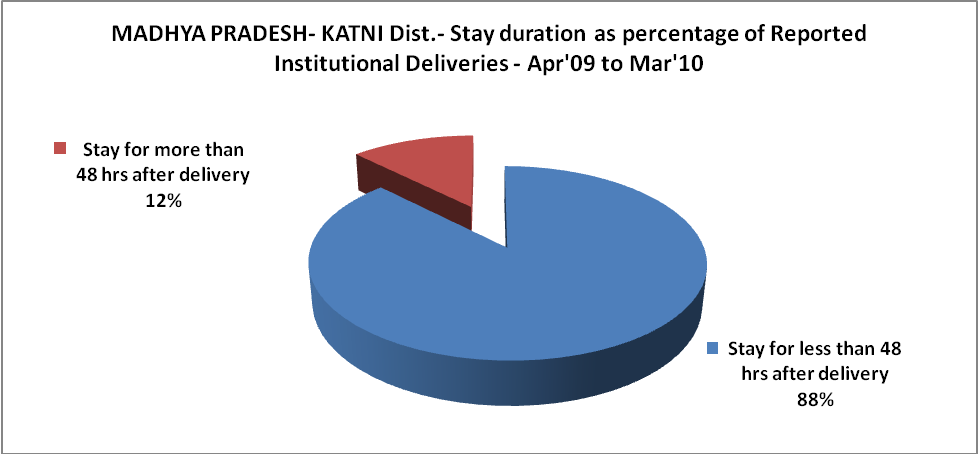 MADHYA PRADESH- KATNI Dist.- Stay duration as percentage of Reported
Institutional Deliveries - Apr'09 to Mar'10
Stay for more than
48 hrs after delivery
12%
Stay for less than 48
hrs after delivery
88%